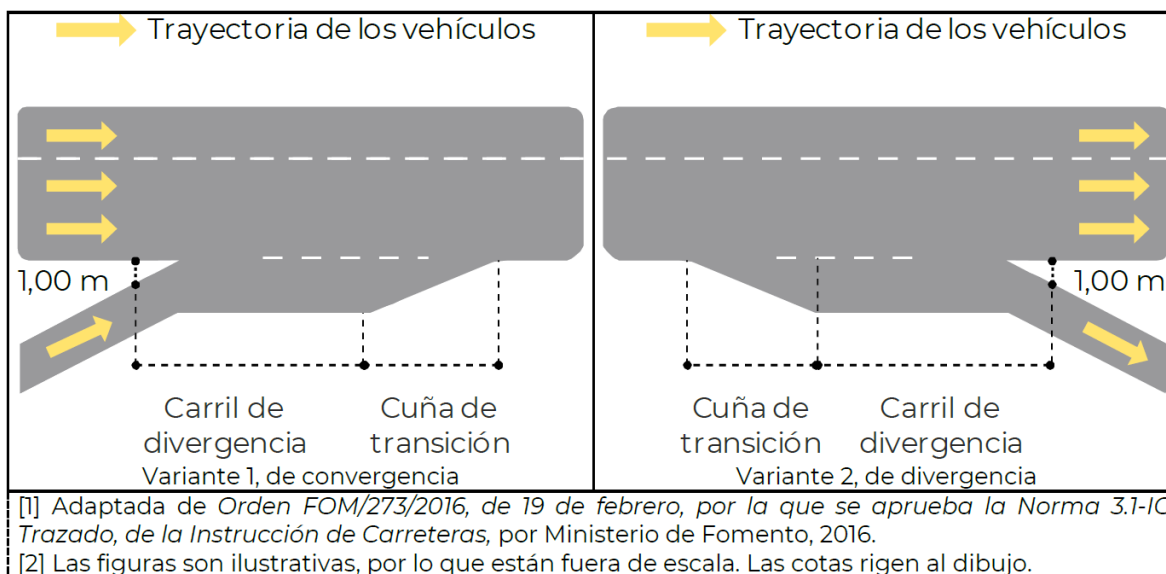 Trayectoria de los vehículos
Trayectoria de los vehículos
1,00 m
Carril de
divergencia
Cuña de
transición
Variante 1, de convergencia
1,00 m
Cuña de
transición
Carril de
divergencia
Variante 2, de divergencia
[1] Adaptada de Orden FOM/273/2016, de 19 de febrero, por la que se aprueba la Norma 3.1-IC
Trazado, de la Instrucción de Carreteras, por Ministerio de Fomento, 2016.
[2] Las figuras son ilustrativas, por lo que están fuera de escala. Las cotas rigen al dibujo.